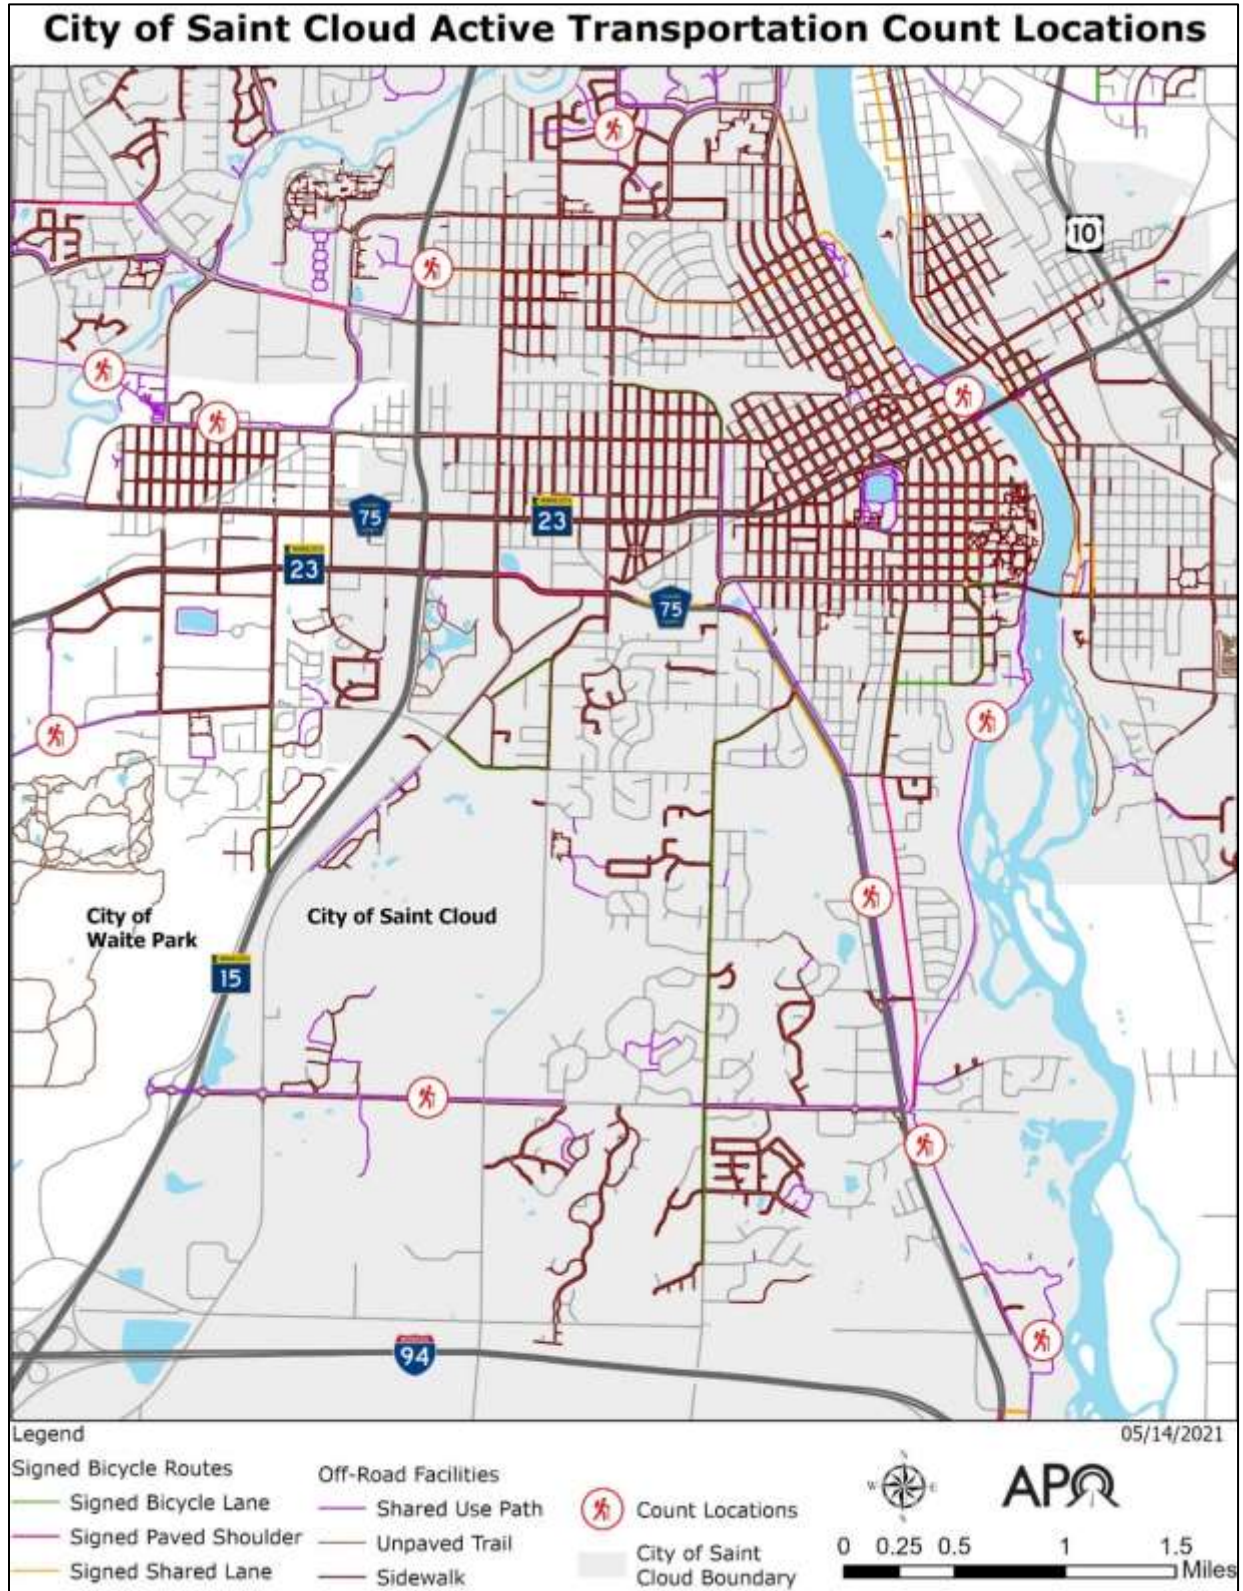 City of Saint Cloud Active Transportation Count Locations
10
75
23
23
75
City of
Waite Park
City of Saint Cloud
15
94
Legend
05/14/2021
Signed Bicycle Routes
Signed Bicycle Lane
Signed Paved Shoulder
Signed Shared Lane
Off-Road Facilities
Shared Use Path
Unpaved Trail
Sidewalk
Count Locations
City of Saint
Cloud Boundary
N
W E
S
APO
0 0.25 0.5 1 1.5
Miles